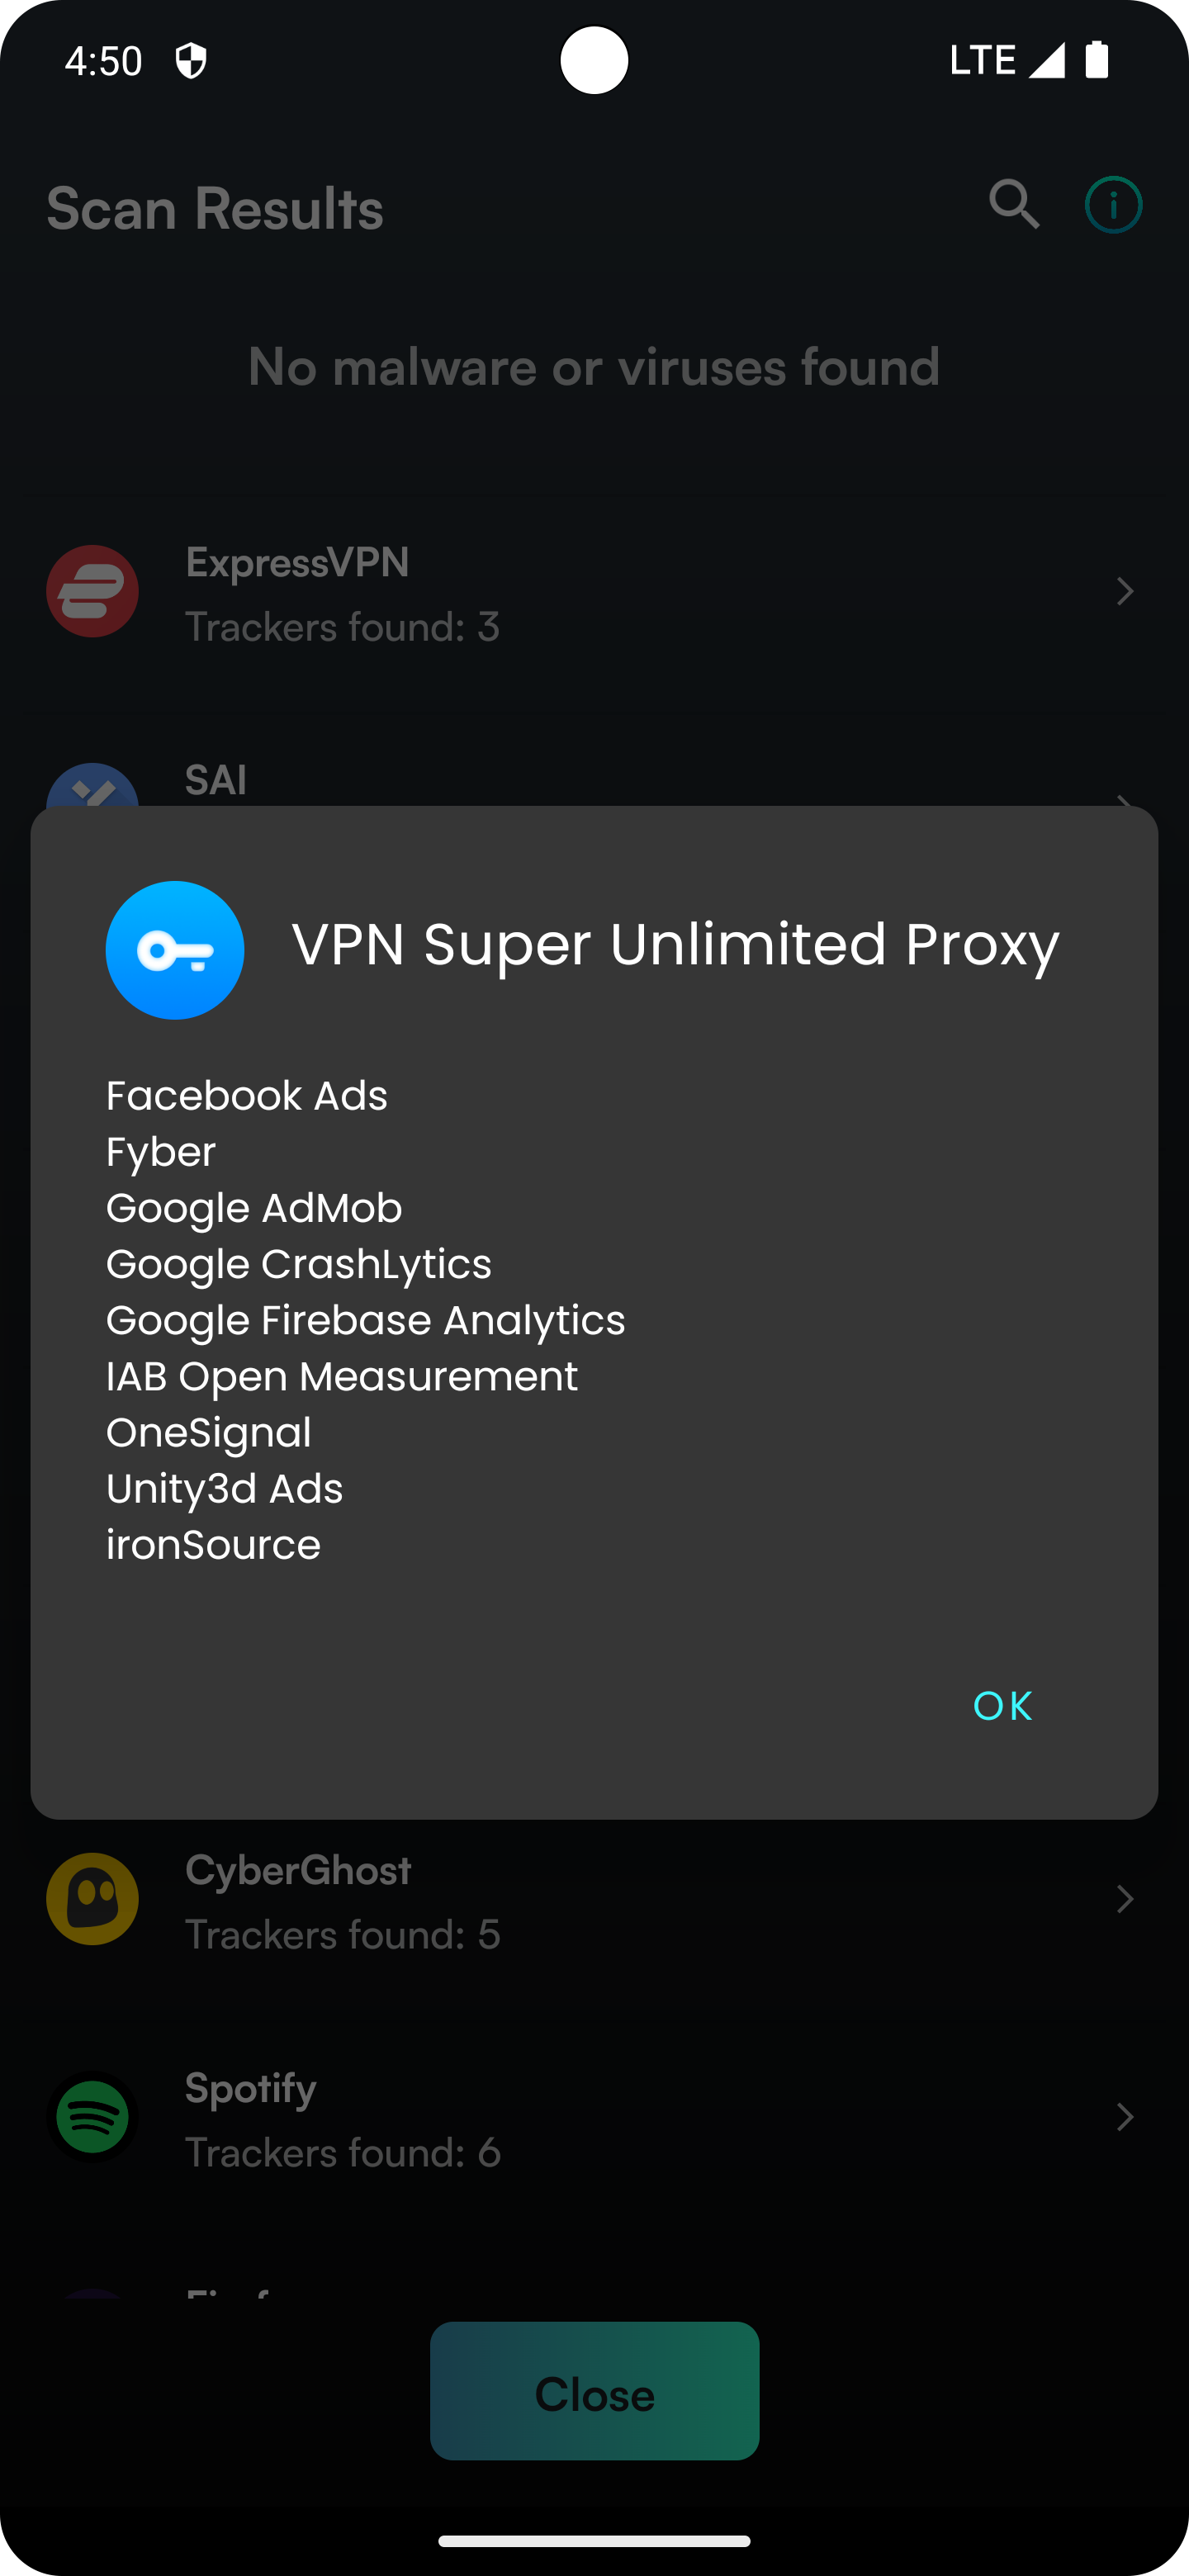 4:50 LTE
Scan Results
No malware or viruses found
ExpressVPN
Trackers found: 3
SAI
VPN Super Unlimited Proxy
Facebook Ads
Fyber
Google AdMob
Google CrashLytics
Google Firebase Analytics
IAB Open Measurement
OneSignal
Unity3d Ads
ironSource
OK
CyberGhost
Trackers found: 5
Spotify
Trackers found: 6
Close